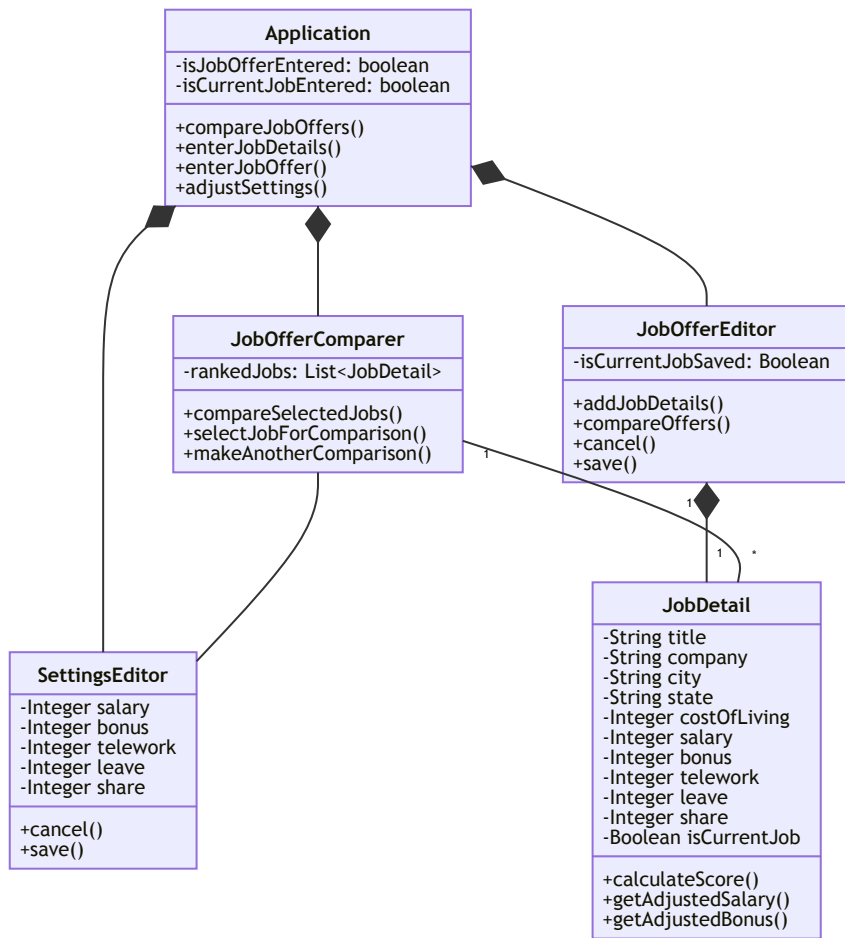 Application
-isJobOfferEntered: boolean
-isCurrentJobEntered: boolean
+compareJobOffers()
+enterJobDetails()
+enterJobOffer()
+adjustSettings()
JobOfferComparer
-rankedJobs: List<JobDetail>
+compareSelectedJobs()
+selectJobForComparison()
+makeAnotherComparison()
JobOfferEditor
-isCurrentJobSaved: Boolean
+addJobDetails()
+compareOffers()
+cancel()
+save()
1
1
1
*
SettingsEditor
-Integer salary
-Integer bonus
-Integer telework
-Integer leave
-Integer share
+cancel()
+save()
JobDetail
-String title
-String company
-String city
-String state
-Integer costOfLiving
-Integer salary
-Integer bonus
-Integer telework
-Integer leave
-Integer share
-Boolean isCurrentJob
+calculateScore()
+getAdjustedSalary()
+getAdjustedBonus()